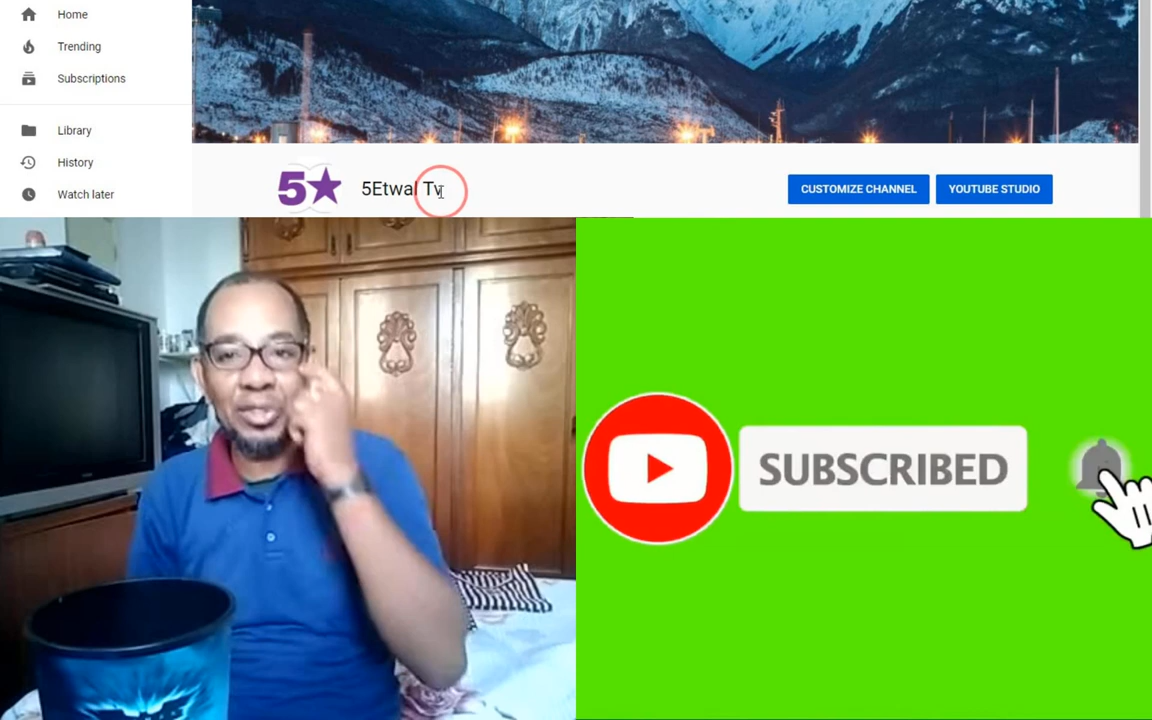 Home
Trending
Subscriptions
Library
History
Watch later
5★
5Etwal Tv
CUSTOMIZE CHANNEL
YOUTUBE STUDIO
SUBSCRIBED